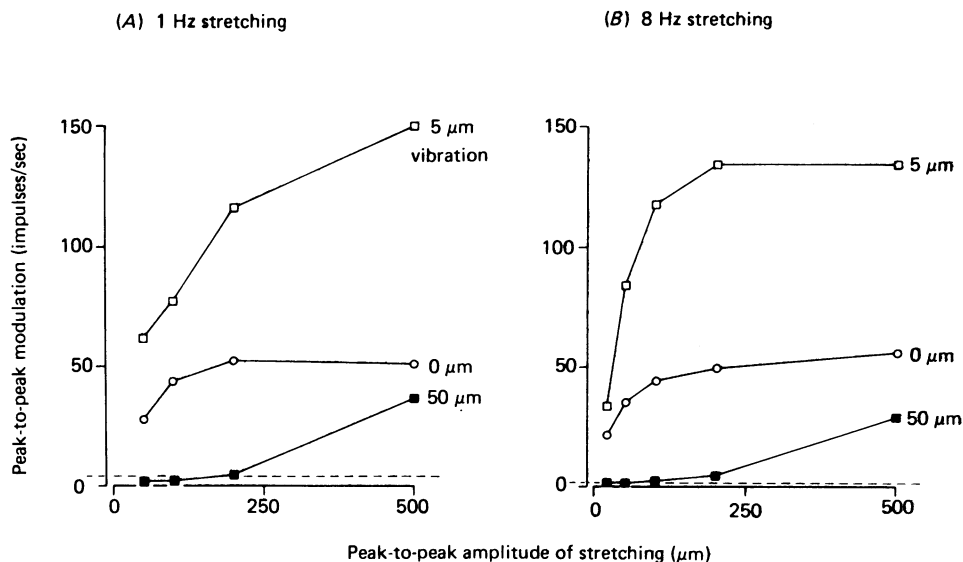 (A) 1 Hz stretching
(B) 8 Hz stretching
Peak-to-peak modulation (impulses/sec)
150
100
50
0
0
250
500
5 μm
vibration
0 μm
50 μm
150
100
50
0
0
250
500
5 μm
0 μm
50 μm
Peak-to-peak amplitude of stretching (μm)